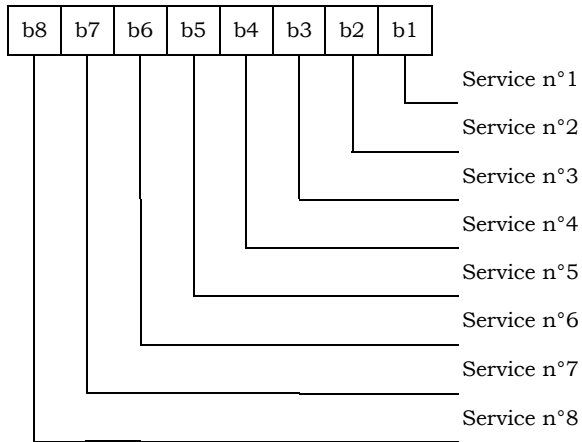 b8 b7 b6 b5 b4 b3 b2 b1
Service n°1
Service n°2
Service n°3
Service n°4
Service n°5
Service n°6
Service n°7
Service n°8